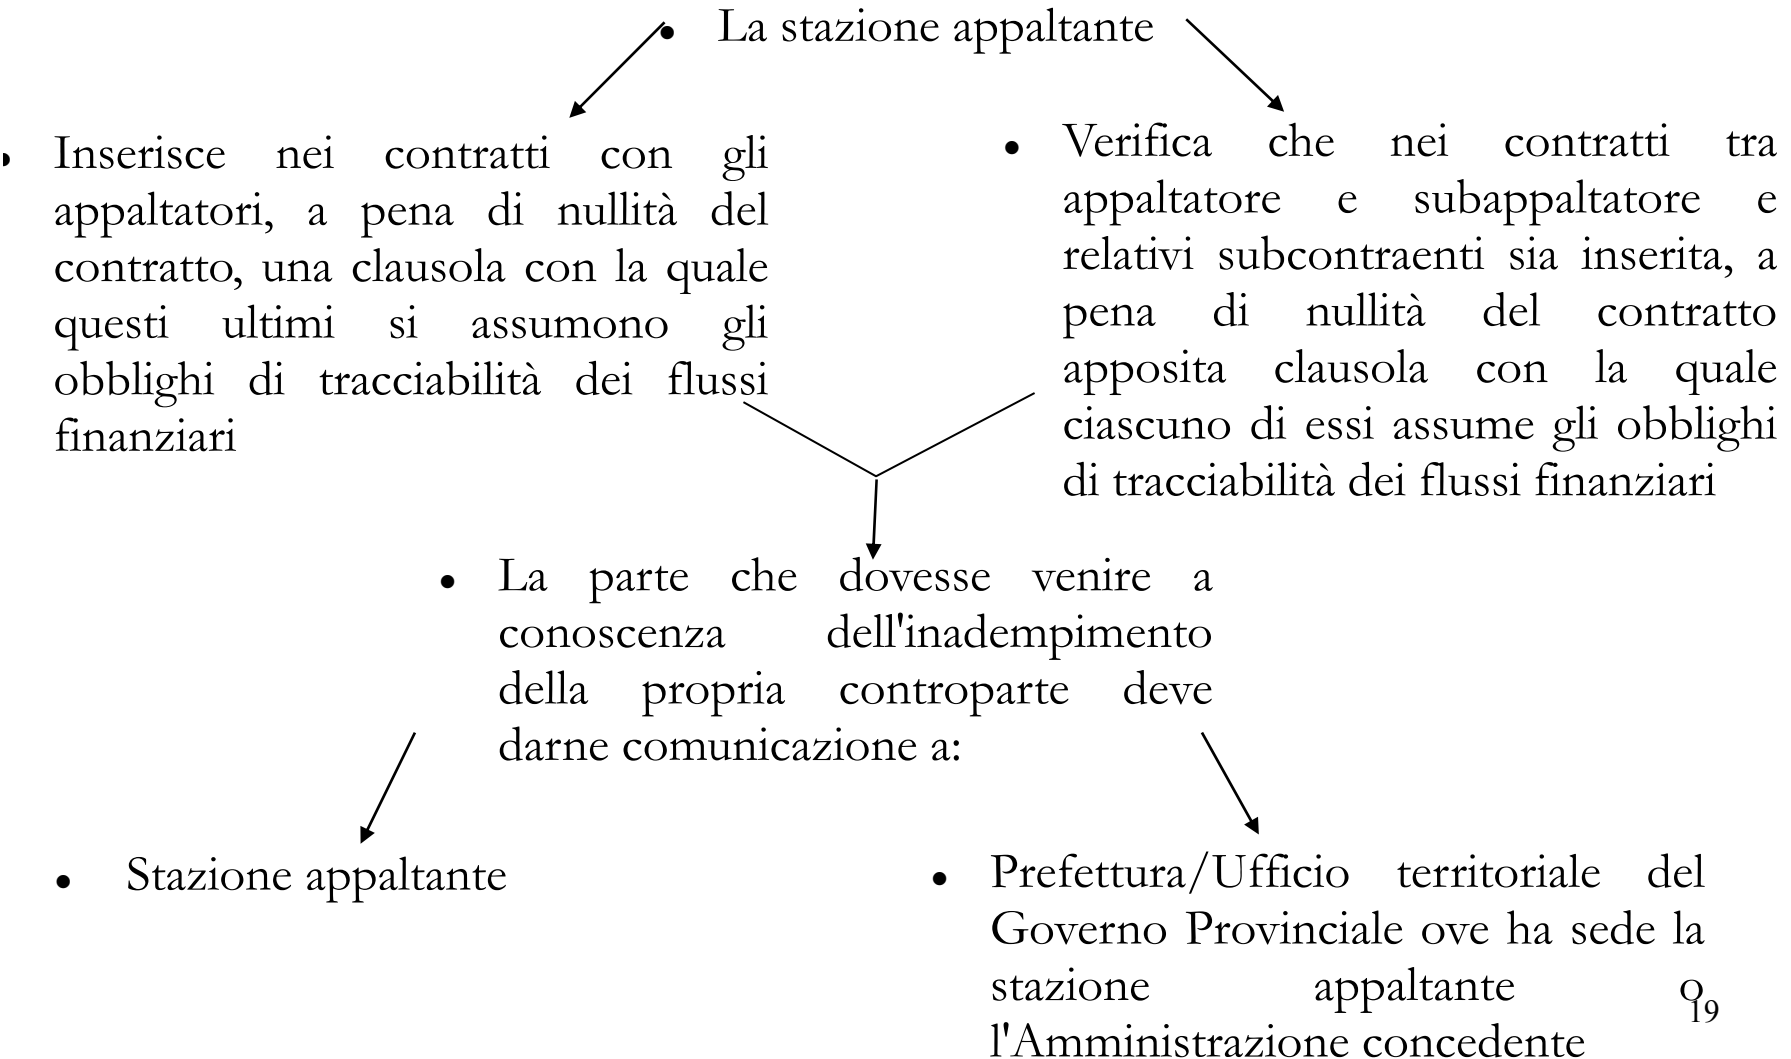 • La stazione appaltante
• Inserisce nei contratti con gli
appaltatori, a pena di nullità del
contratto, una clausola con la quale
questi ultimi si assumono gli
obblighi di tracciabilità dei flussi
finanziari
• Verifica che nei contratti tra
appaltatore e subappaltatore e
relativi subcontraenti sia inserita, a
pena di nullità del contratto
apposita clausola con la quale
ciascuno di essi assume gli obblighi
di tracciabilità dei flussi finanziari
• La parte che dovesse venire a
conoscenza dell'inadempimento
della propria controparte deve
darne comunicazione a:
• Stazione appaltante
• Prefettura/Ufficio territoriale del
Governo Provinciale ove ha sede la
stazione appaltante o
l'Amministrazione concedente
19